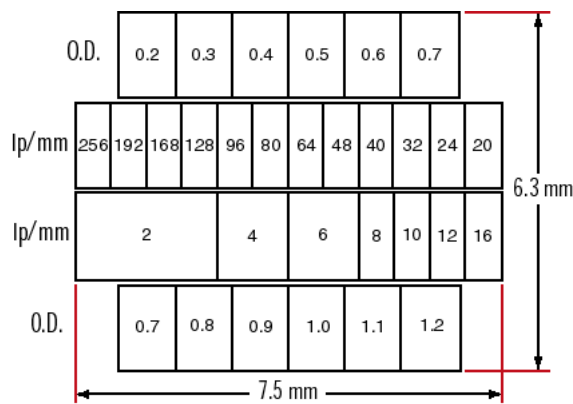 O.D. 0.2 0.3 0.4 0.5 0.6 0.7
lp/mm 256 192 168 128 96 80 64 48 40 32 24 20
6.3 mm
lp/mm 2 4 6 8 10 12 16
O.D. 0.7 0.8 0.9 1.0 1.1 1.2
7.5 mm